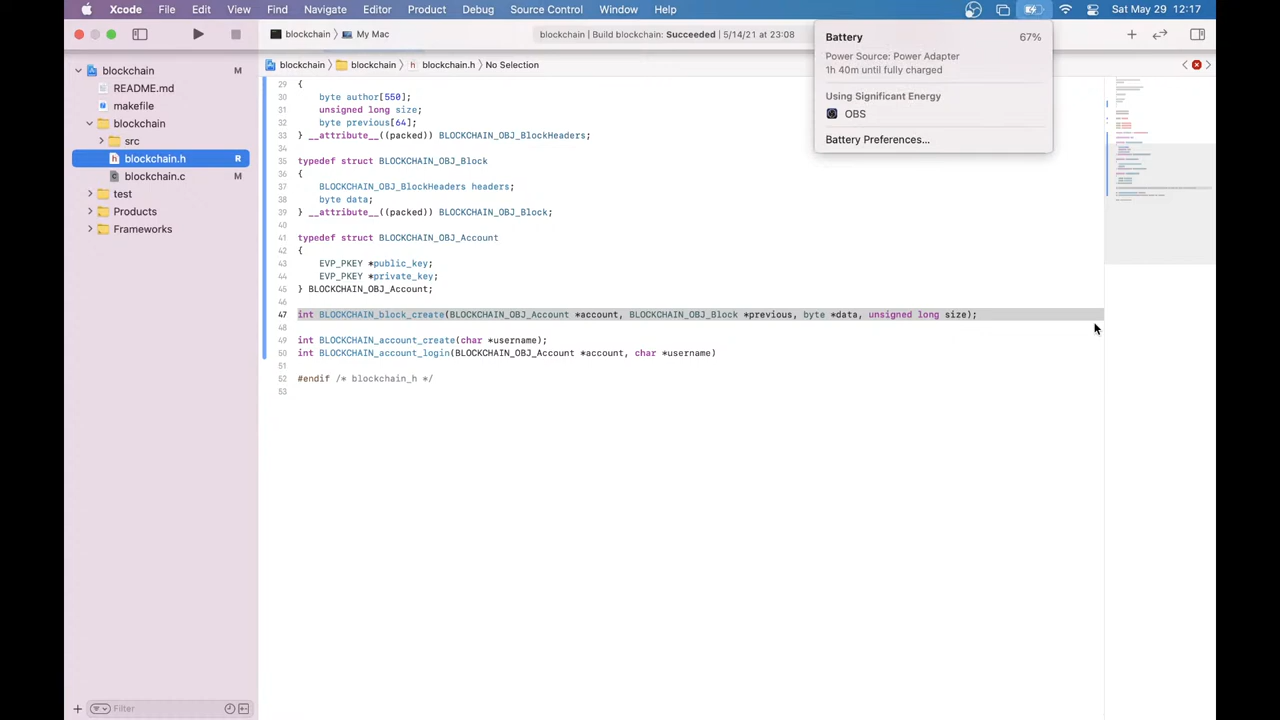 Xcode File Edit View Find Navigate Editor Product Debug Source Control Window Help Sat May 29 12:17
blockchain My Mac blockchain | Build blockchain: Succeeded | 5/14/21 at 23:08
Battery 67%
Power Source: Power Adapter
1h 40m until fully charged
Using Significant Energy
OBS
Battery Preferences...
blockchain M
README.md
makefile
blockchain
src
blockchain.h R
blockchain.c M
test
Products
Frameworks
Filter
blockchain blockchain blockchain.h No Selection
29 {
30 byte author[550];
31 unsigned long size;
32 byte previous[64];
33 } __attribute__((packed)) BLOCKCHAIN_OBJ_BlockHeaders;
34
35 typedef struct BLOCKCHAIN_OBJ_Block
36 {
37 BLOCKCHAIN_OBJ_BlockHeaders headers;
38 byte data;
39 } __attribute__((packed)) BLOCKCHAIN_OBJ_Block;
40
41 typedef struct BLOCKCHAIN_OBJ_Account
42 {
43 EVP_PKEY *public_key;
44 EVP_PKEY *private_key;
45 } BLOCKCHAIN_OBJ_Account;
46
47 int BLOCKCHAIN_block_create(BLOCKCHAIN_OBJ_Account *account, BLOCKCHAIN_OBJ_Block *previous, byte *data, unsigned long size);
48
49 int BLOCKCHAIN_account_create(char *username);
50 int BLOCKCHAIN_account_login(BLOCKCHAIN_OBJ_Account *account, char *username)
51
52 #endif /* blockchain_h */
53